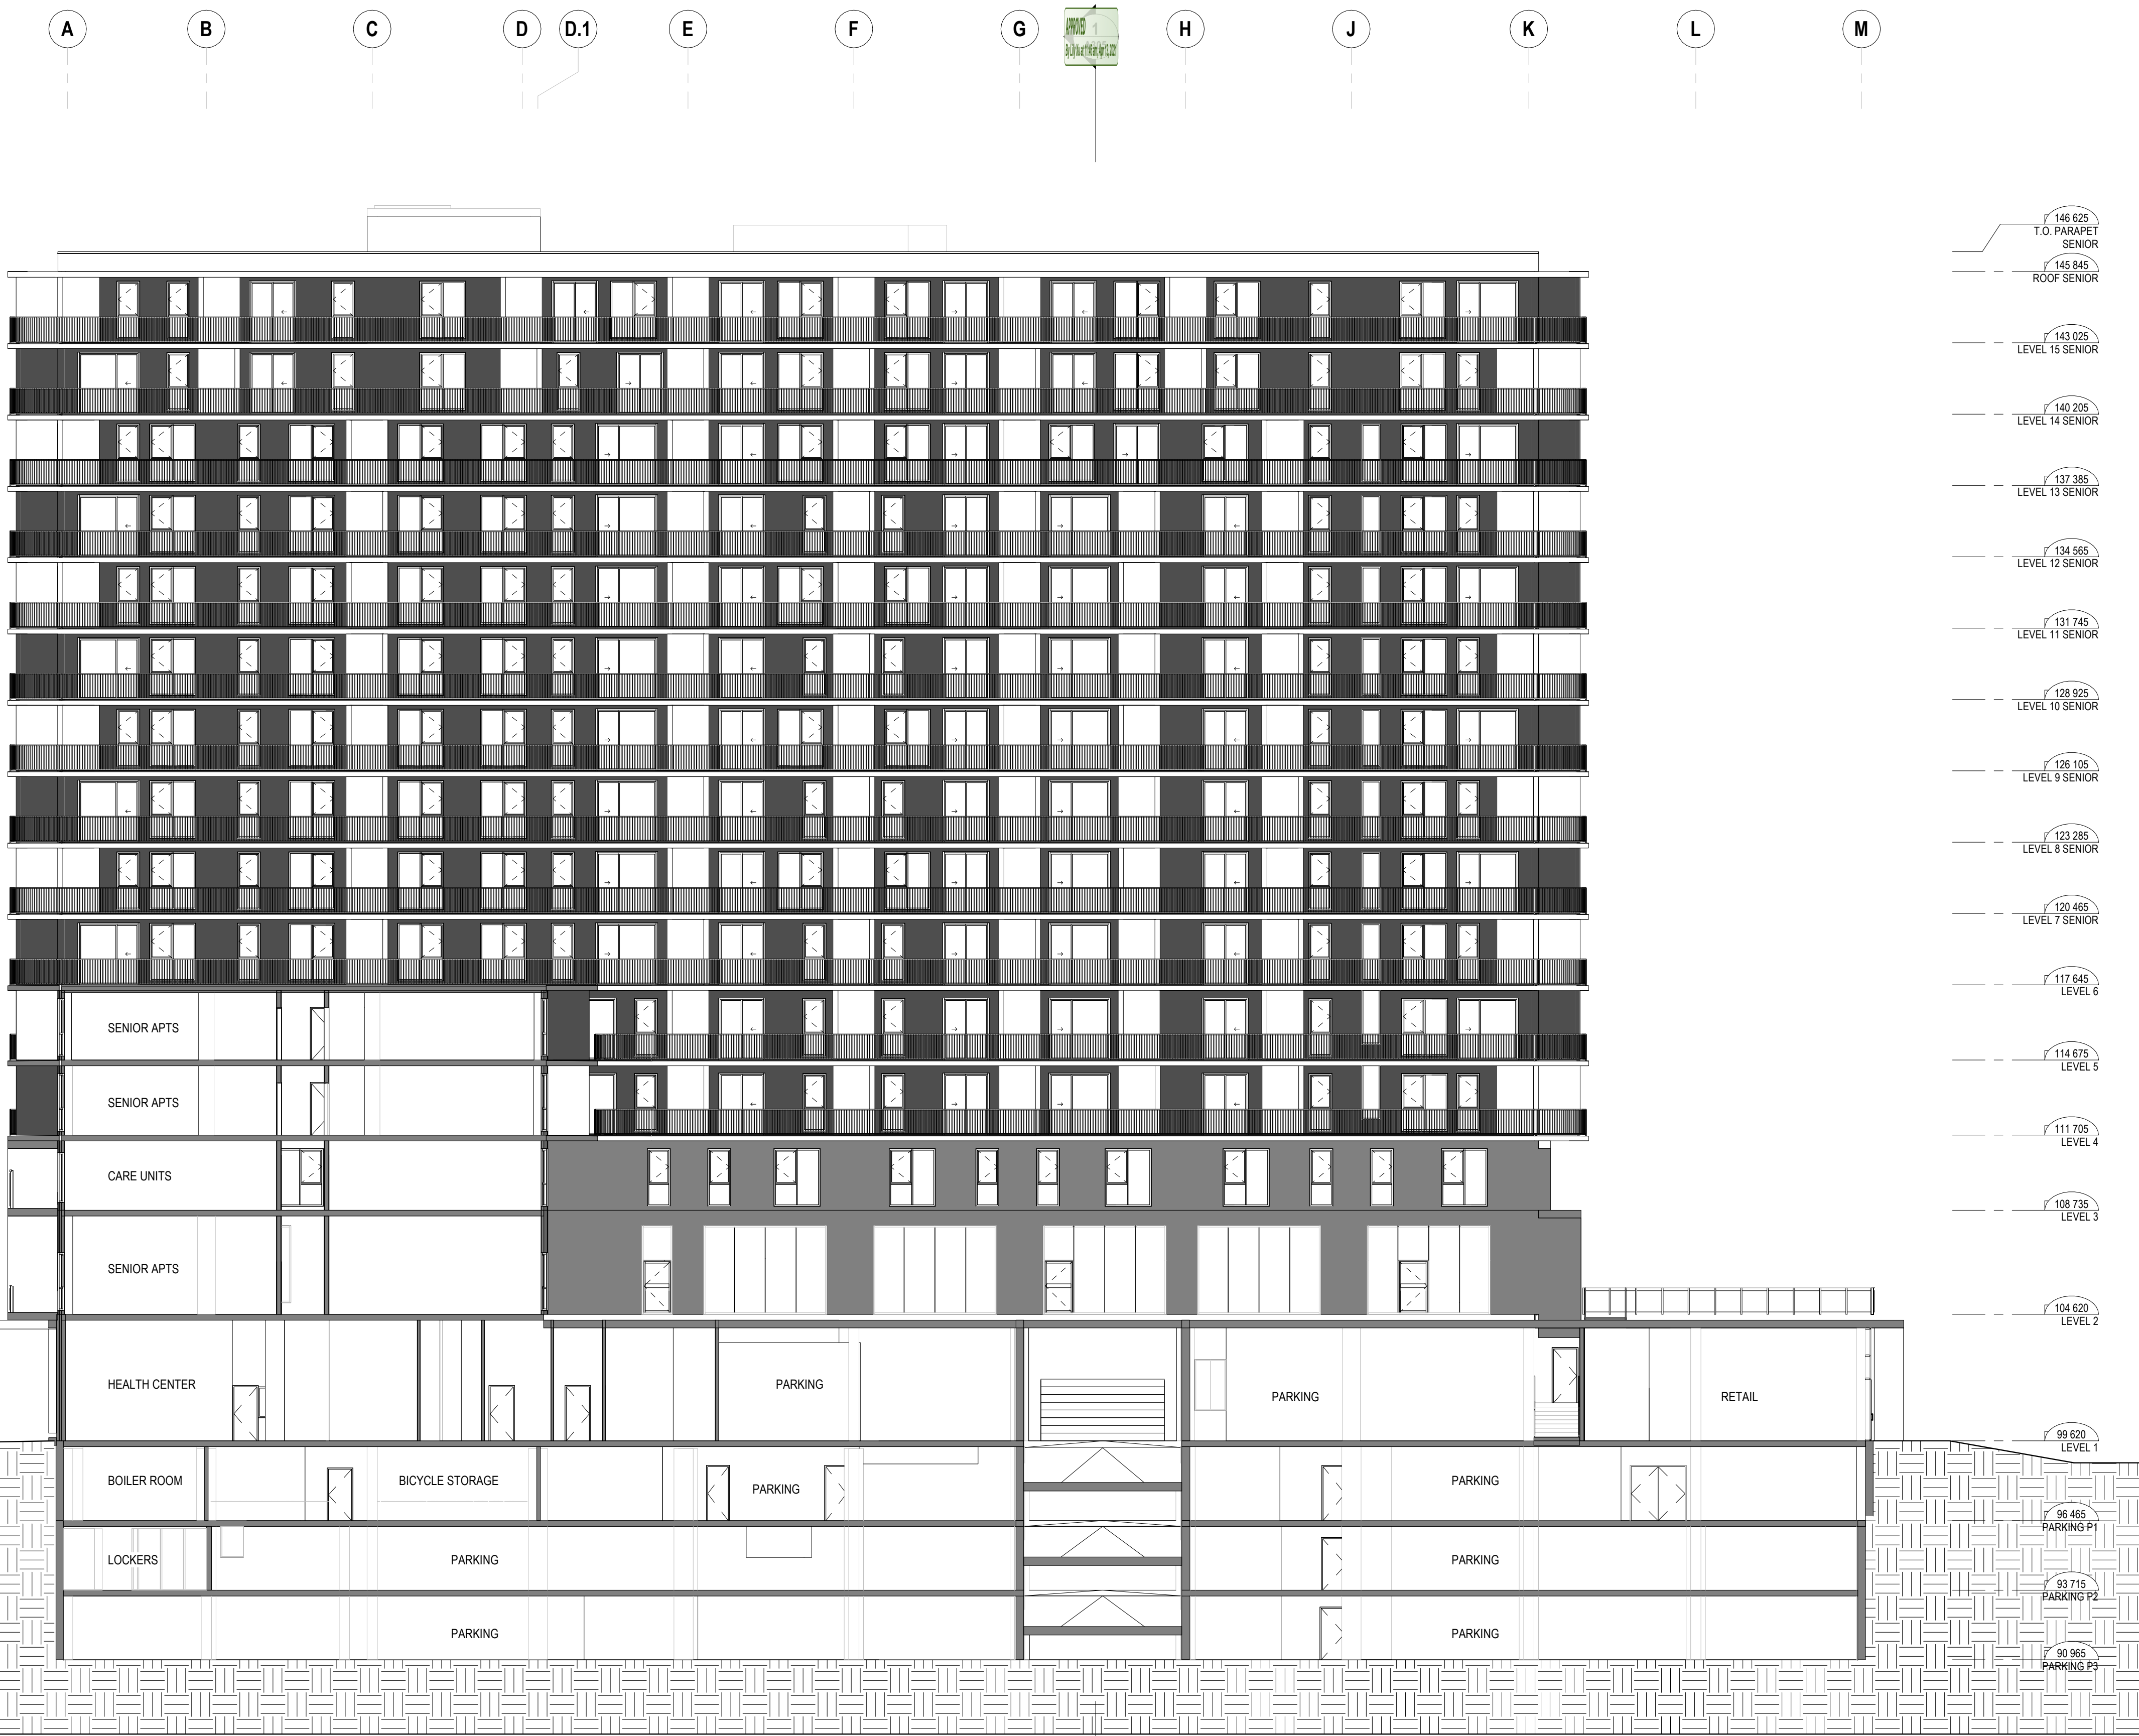 A B C D D.1 E F G H J K L M
APPROVED
1
146 625
T.O. PARAPET
SENIOR
145 845
ROOF SENIOR
143 025
LEVEL 15 SENIOR
140 205
LEVEL 14 SENIOR
137 385
LEVEL 13 SENIOR
134 565
LEVEL 12 SENIOR
131 745
LEVEL 11 SENIOR
128 925
LEVEL 10 SENIOR
126 105
LEVEL 9 SENIOR
123 285
LEVEL 8 SENIOR
120 465
LEVEL 7 SENIOR
117 645
LEVEL 6
SENIOR APTS
114 675
LEVEL 5
SENIOR APTS
111 705
LEVEL 4
CARE UNITS
108 735
LEVEL 3
SENIOR APTS
104 620
LEVEL 2
HEALTH CENTER
PARKING
PARKING
RETAIL
99 620
LEVEL 1
BOILER ROOM
BICYCLE STORAGE
PARKING
PARKING
96 465
PARKING P1
LOCKERS
PARKING
PARKING
93 715
PARKING P2
PARKING
PARKING
90 965
PARKING P3